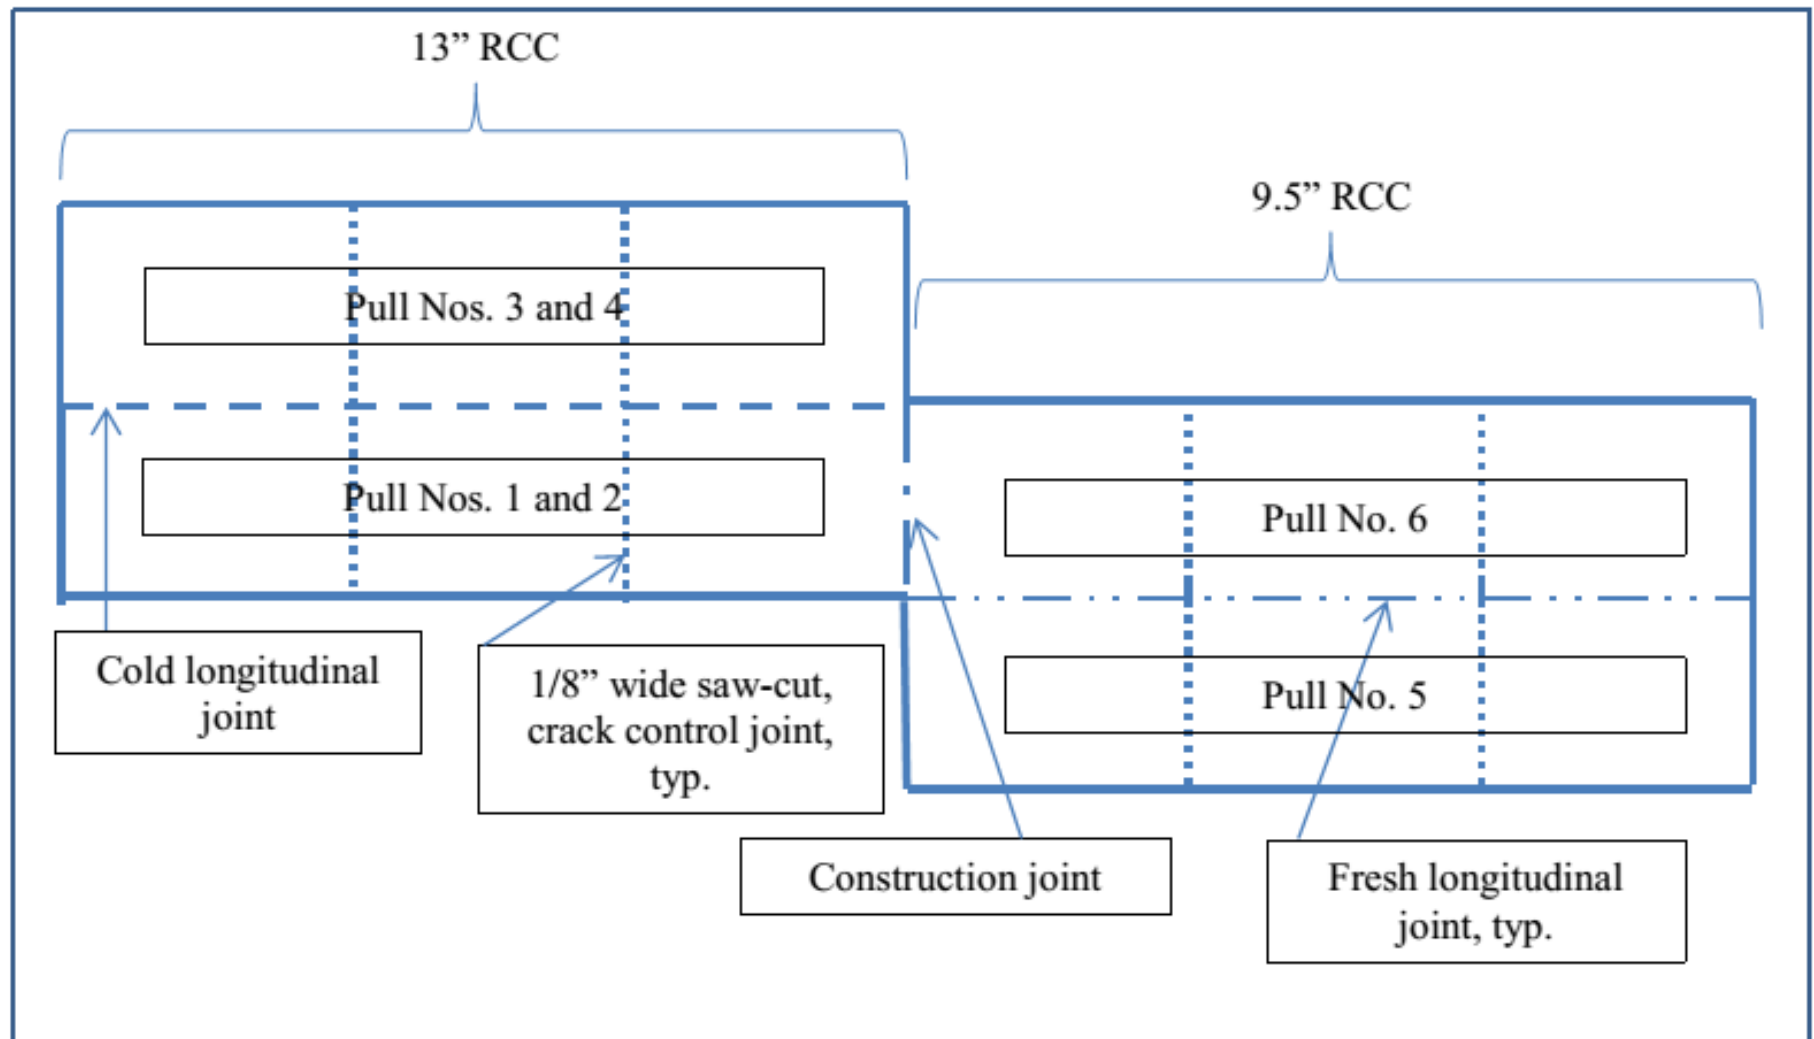 13” RCC
9.5” RCC
Pull Nos. 3 and 4
Pull Nos. 1 and 2
Pull No. 6
Pull No. 5
Cold longitudinal
joint
1/8” wide saw-cut,
crack control joint,
typ.
Construction joint
Fresh longitudinal
joint, typ.